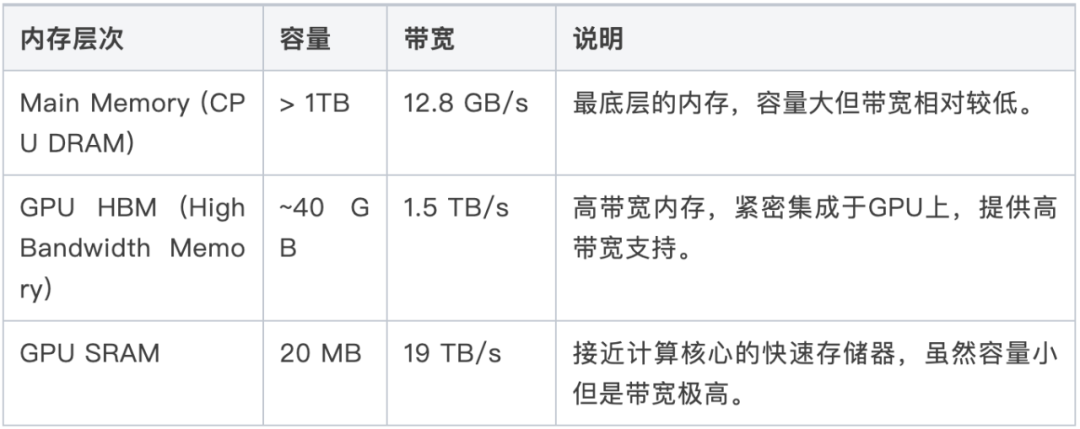 内存层次 容量 带宽 说明
Main Memory (CP > 1TB 12.8 GB/s 最底层的内存，容量大但带宽相对较低。
U DRAM)
GPU HBM (High ~40 G 1.5 TB/s 高带宽内存，紧密集成于GPU上，提供高
Bandwidth Memo B 带宽支持。
ry)
GPU SRAM 20 MB 19 TB/s 接近计算核心的快速存储器，虽然容量小
但是带宽极高。